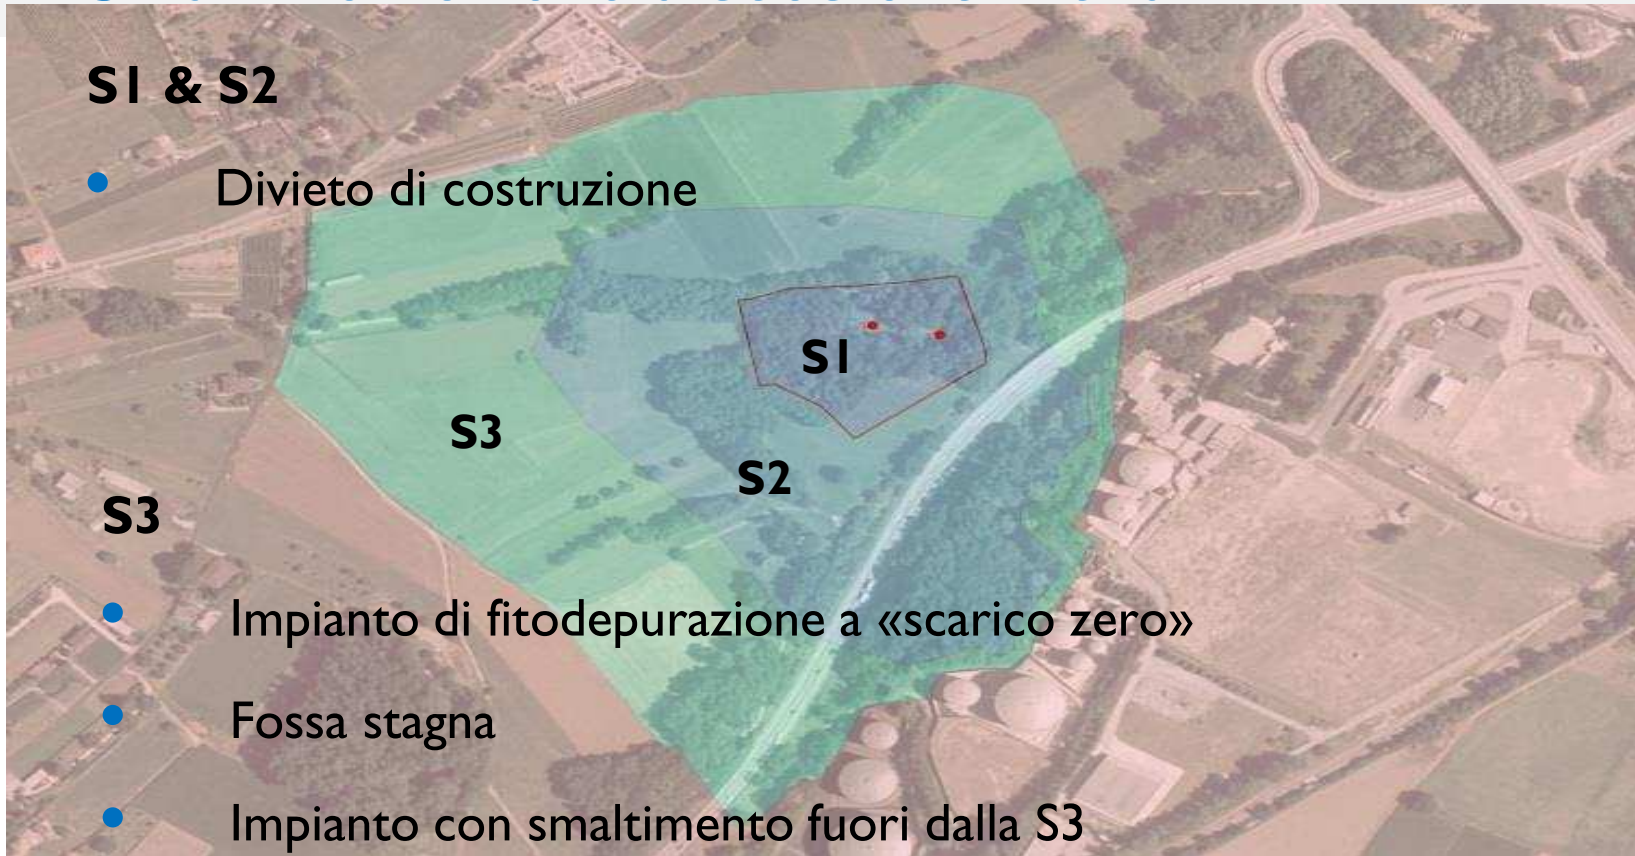 S1 & S2
• Divieto di costruzione
S1
S3
S2
S3
• Impianto di fitodepurazione a «scarico zero»
• Fossa stagna
• Impianto con smaltimento fuori dalla S3